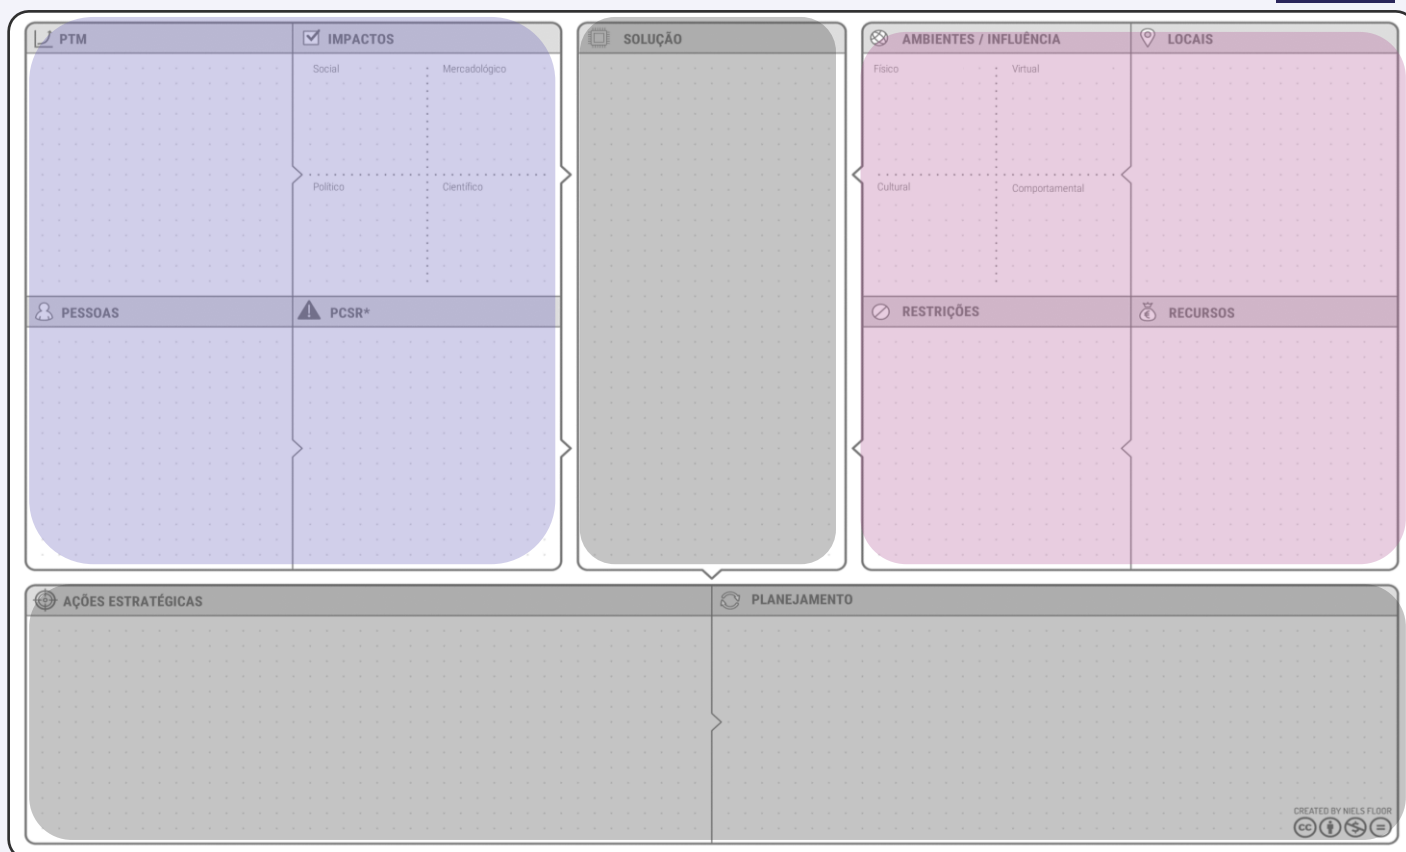 PTM
IMPACTOS
Social
Mercadológico
Político
Científico
PESSOAS
PCSR*
SOLUÇÃO
AMBIENTES / INFLUÊNCIA
LOCAIS
Físico
Virtual
Cultural
Comportamental
RESTRIÇÕES
RECURSOS
AÇÕES ESTRATÉGICAS
PLANEJAMENTO
CREATED BY NIELS FLOOR
cc